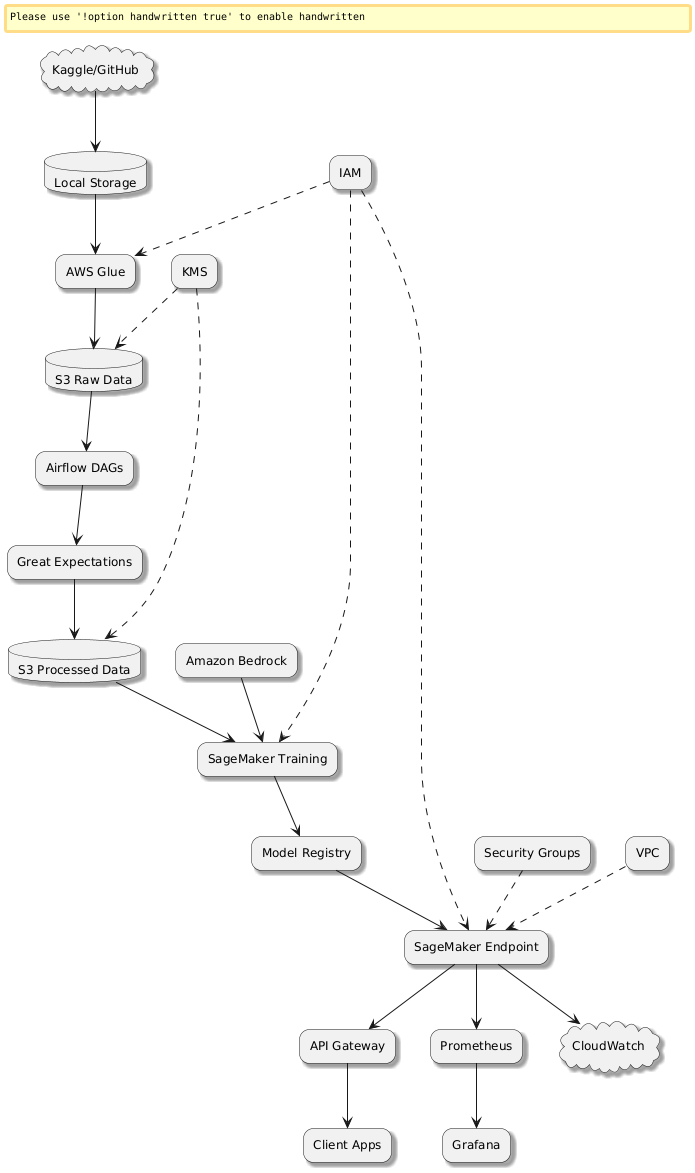 Please use '!option handwritten true' to enable handwritten
Kaggle/GitHub
Local Storage
IAM
AWS Glue
KMS
S3 Raw Data
Airflow DAGs
Great Expectations
S3 Processed Data
Amazon Bedrock
SageMaker Training
Model Registry
Security Groups
VPC
SageMaker Endpoint
API Gateway
Prometheus
CloudWatch
Client Apps
Grafana